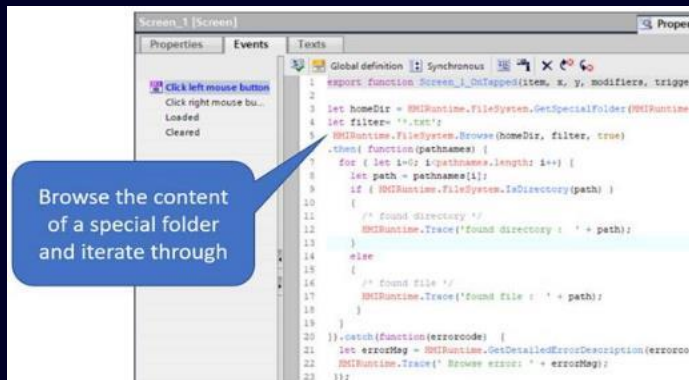 Screen_1 [Screen]
Proper
Properties Events Texts
Global definition Synchronous
Click left mouse button
Click right mouse bu...
Loaded
Cleared
Browse the content
of a special folder
and iterate through
1 export function Screen_1_OnTapped(item, x, y, modifiers, trigge
2
3 let homeDir = HMIRuntime.FileSystem.GetSpecialFolder(HMIRuntime
4 let filter= '*.txt';
5 HMIRuntime.FileSystem.Browse(homeDir, filter, true)
6 .then( function(pathnames) {
7 for ( let i=0; i<pathnames.length; i++) {
8 let path = pathnames[i];
9 if ( HMIRuntime.FileSystem.IsDirectory(path) )
10 {
11 /* found directory */
12 HMIRuntime.Trace('found directory : ' + path);
13 }
14 else
15 {
16 /* found file */
17 HMIRuntime.Trace('found file : ' + path);
18 }
19 }
20 }).catch(function(errorcode) {
21 let errorMsg = HMIRuntime.GetDetailedErrorDescription(errorco
22 HMIRuntime.Trace(' Browse error: ' + errorMsg);
23 });